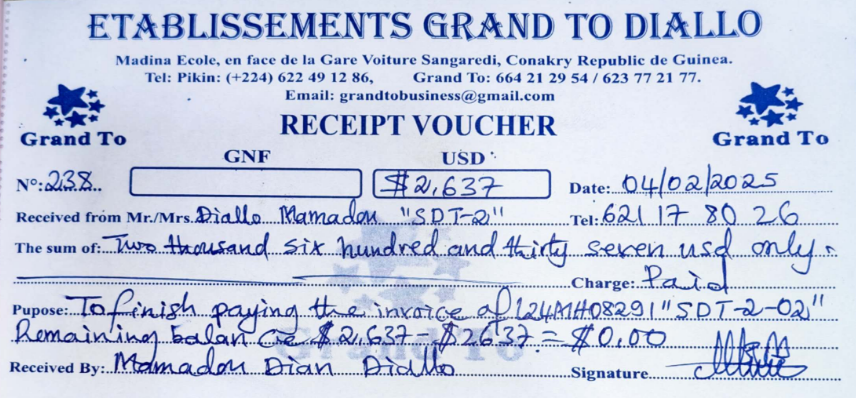 ETABLISSEMENTS GRAND TO DIALLO
Madina Ecole, en face de la Gare Voiture Sangaredi, Conakry Republic de Guinea.
Tel: Pikin: (+224) 622 49 12 86, Grand To: 664 21 29 54 / 623 77 21 77.
Email: grandtobusiness@gmail.com
Grand To RECEIPT VOUCHER Grand To
GNF USD
N°: 238 $2,637 Date: 04/02/2025
Received from Mr./Mrs. Diallo Mamadou "SDT-2" Tel: 621 17 80 26
The sum of: Two thousand six hundred and thirty seven usd only.
Charge: Paid
Pupose: To finish paying the invoice of L24A1H08291 "SDT-2-02"
Remaining balance $2,637 = $2637 = $0.00
Received By: Mamadou Dian Diallo Signature